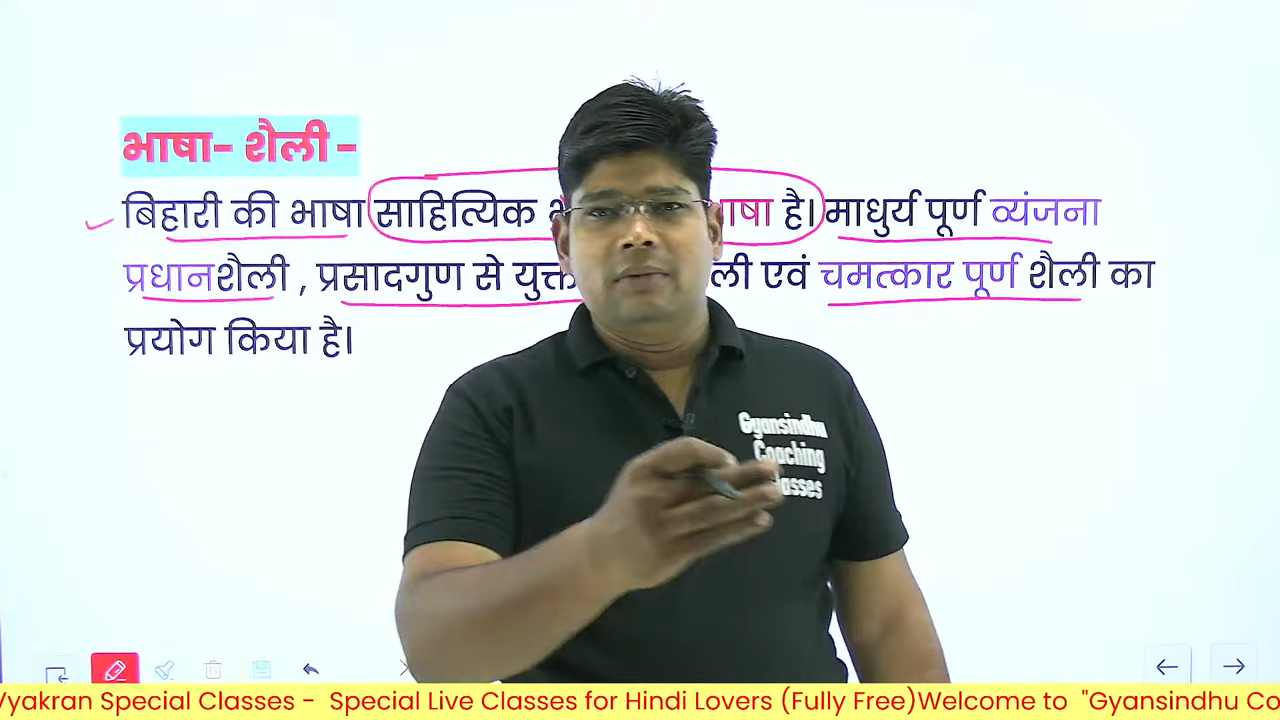 भाषा- शैली -
बिहारी की भाषा साहित्यिक है। माधुर्य पूर्ण व्यंजना
प्रधानशैली , प्रसादगुण से युक्त एवं चमत्कार पूर्ण शैली का
प्रयोग किया है।
Gyansindhu
Coaching
Vyakran Special Classes - Special Live Classes for Hindi Lovers (Fully Free)Welcome to "Gyansindhu